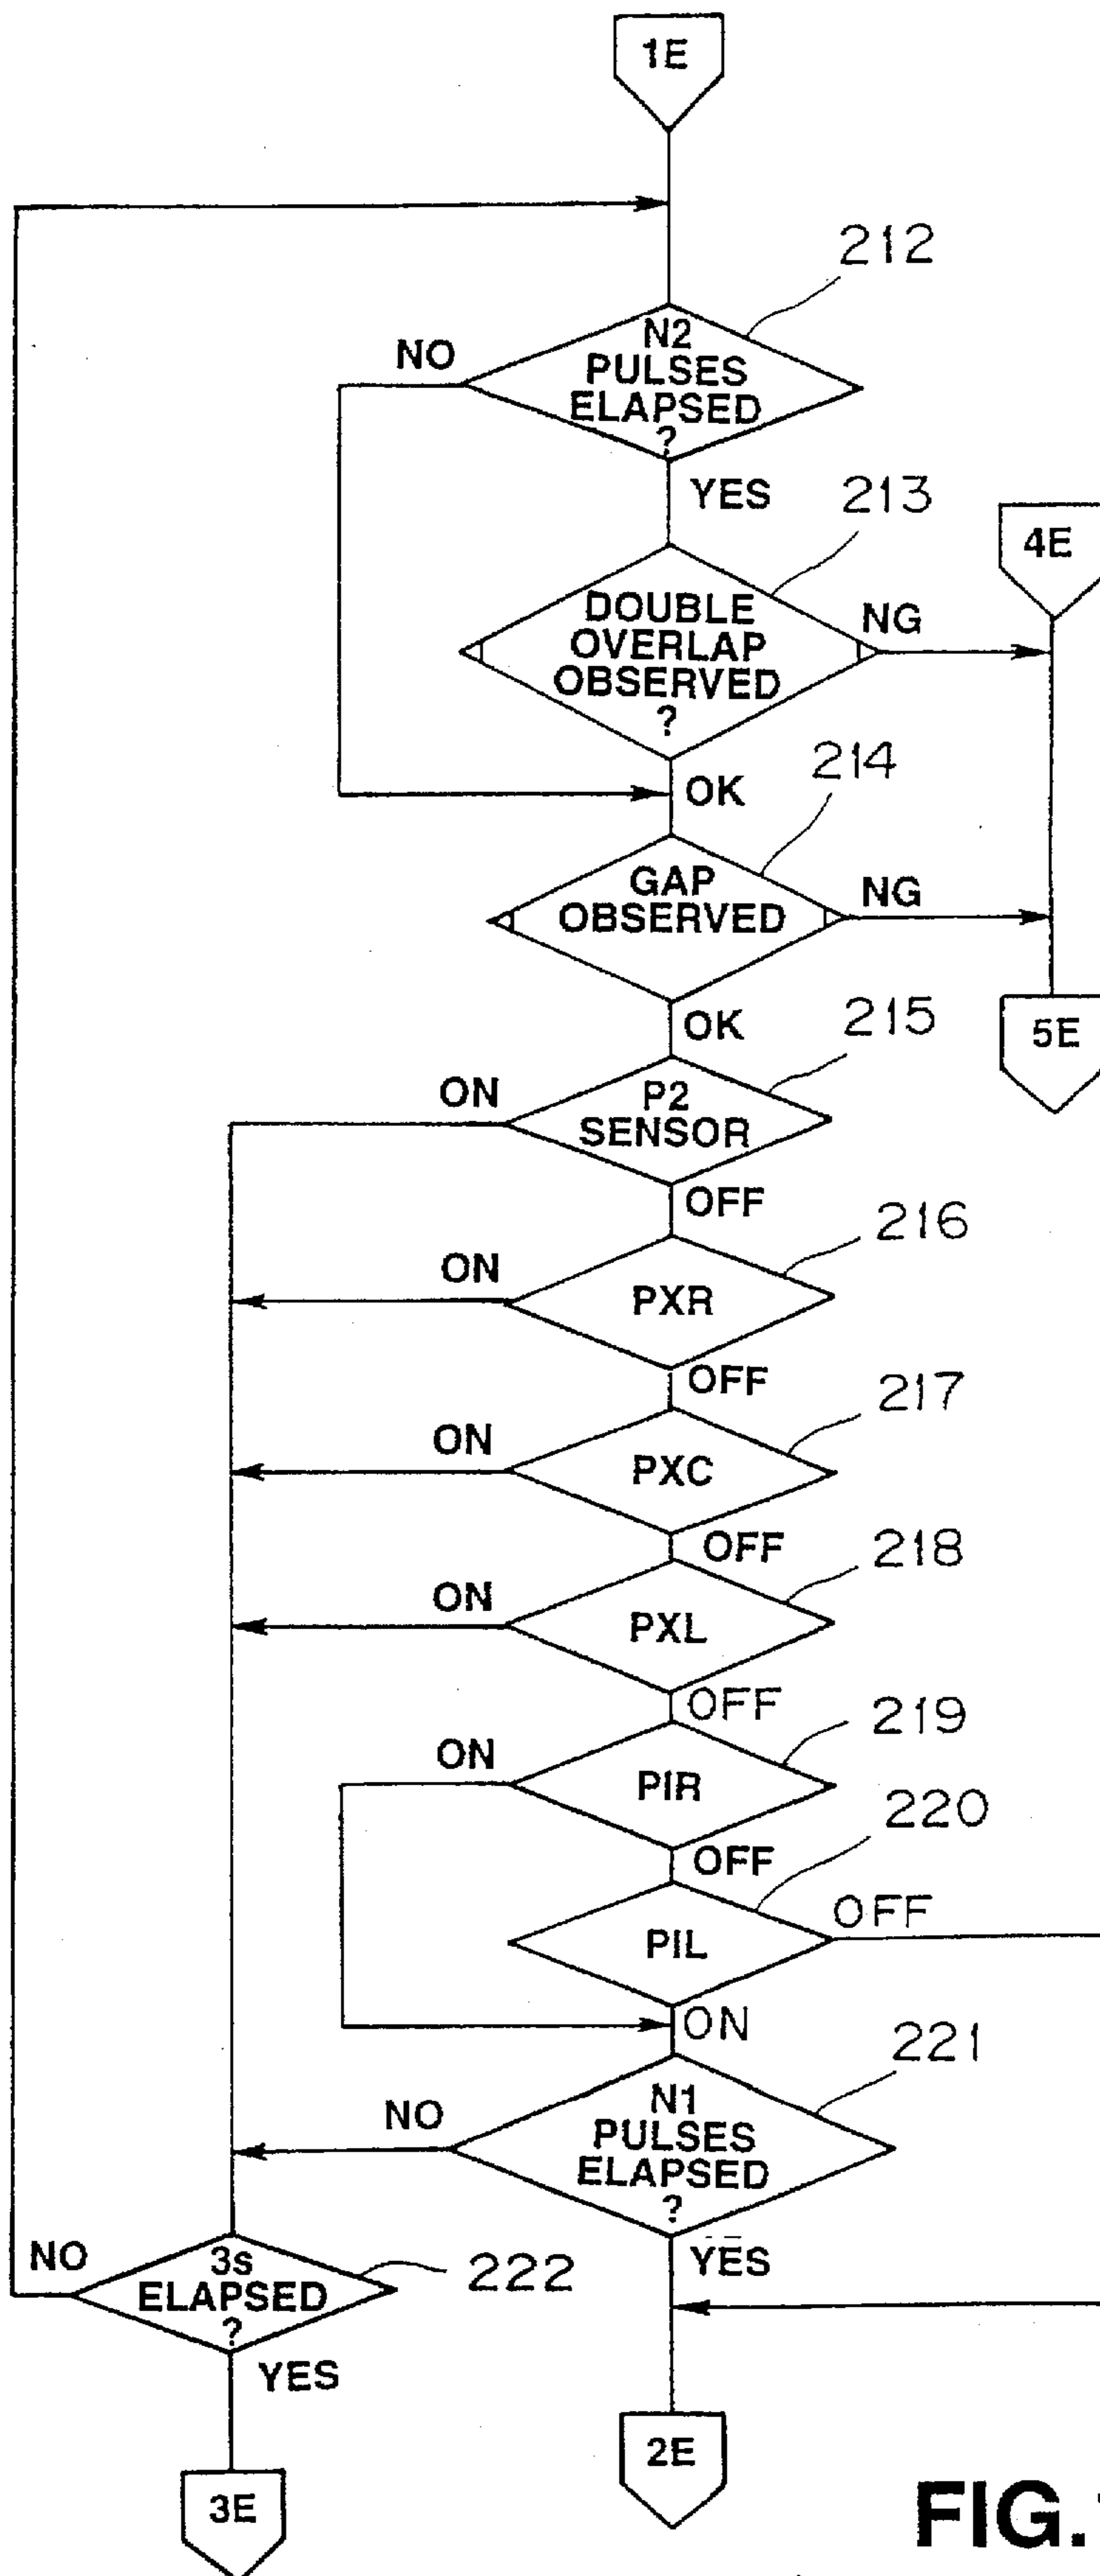 1E
212
N2
PULSES
ELAPSED
?
NO
YES
213
DOUBLE
OVERLAP
OBSERVED
?
NG
4E
OK
214
GAP
OBSERVED
NG
5E
OK
215
P2
SENSOR
ON
OFF
216
PXR
ON
OFF
217
PXC
ON
OFF
218
PXL
ON
OFF
219
PIR
ON
OFF
220
PIL
OFF
ON
221
N1
PULSES
ELAPSED
?
NO
YES
222
3s
ELAPSED
?
NO
YES
2E
3E
FIG.